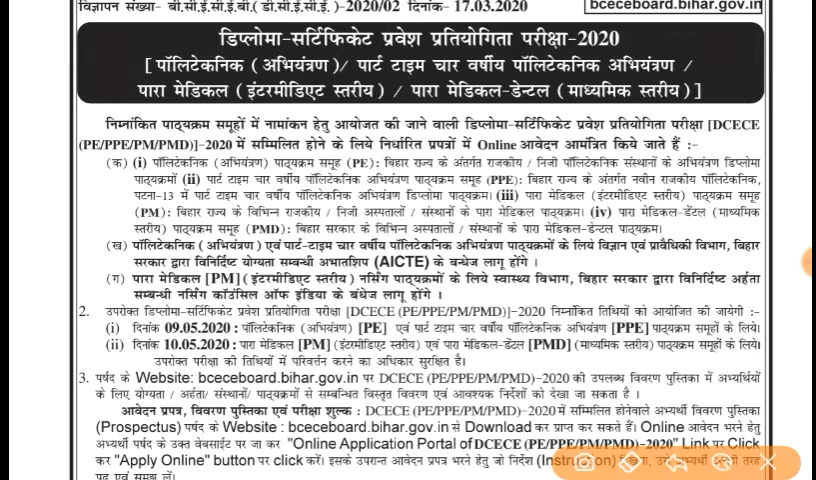 विज्ञापन संख्या- बी.सी.ई.सी.ई.बी.( डी.सी.ई.सी.ई. )-2020/02 दिनांक- 17.03.2020
bceceboard.bihar.gov.in
डिप्लोमा-सर्टिफिकेट प्रवेश प्रतियोगिता परीक्षा-2020
[ पॉलिटेकनिक ( अभियंत्रण )/ पार्ट टाइम चार वर्षीय पॉलिटेकनिक अभियंत्रण /
पारा मेडिकल ( इंटरमीडिएट स्तरीय ) / पारा मेडिकल-डेन्टल ( माध्यमिक स्तरीय ) ]
निम्नांकित पाठ्यक्रम समूहों में नामांकन हेतु आयोजत की जाने वाली डिप्लोमा-सर्टिफिकेट प्रवेश प्रतियोगिता परीक्षा [DCECE
(PE/PPE/PM/PMD)]-2020 में सम्मिलित होने के लिये निर्धारित प्रपत्रों में Online आवेदन आमंत्रित किये जाते हैं :-
(क) (i) पॉलिटेकनिक (अभियंत्रण) पाठ्यक्रम समूह (PE): बिहार राज्य के अंतर्गत राजकीय / निजी पॉलिटेकनिक संस्थानों के अभियंत्रण डिप्लोमा
पाठ्यक्रमों (ii) पार्ट टाइम चार वर्षीय पॉलिटेकनिक अभियंत्रण पाठ्यक्रम समूह (PPE): बिहार राज्य के अंतर्गत नवीन राजकीय पॉलिटेकनिक,
पटना-13 में पार्ट टाइम चार वर्षीय पॉलिटेकनिक अभियंत्रण डिप्लोमा पाठ्यक्रम। (iii) पारा मेडिकल (इंटरमीडिएट स्तरीय) पाठ्यक्रम समूह
(PM): बिहार राज्य के विभिन्न राजकीय / निजी अस्पतालों / संस्थानों के पारा मेडिकल पाठ्यक्रम। (iv) पारा मेडिकल-डेंटल (माध्यमिक
स्तरीय) पाठ्यक्रम समूह (PMD): बिहार सरकार के विभिन्न अस्पतालों / संस्थानों के पारा मेडिकल-डेन्टल पाठ्यक्रम।
(ख) पॉलिटेकनिक ( अभियंत्रण ) एवं पार्ट-टाइम चार वर्षीय पॉलिटेकनिक अभियंत्रण पाठ्यक्रमों के लिये विज्ञान एवं प्रावैधिकी विभाग, बिहार
सरकार द्वारा विनिर्दिष्ट योग्यता सम्बन्धी अभातशिप (AICTE) के बन्धेज लागू होंगे ।
(ग) पारा मेडिकल [PM] ( इंटरमीडिएट स्तरीय ) नर्सिंग पाठ्यक्रमों के लिये स्वास्थ्य विभाग, बिहार सरकार द्वारा विनिर्दिष्ट अर्हता
सम्बन्धी नर्सिंग काउंसिल ऑफ इंडिया के बंधेज लागू होंगे ।
2. उपरोक्त डिप्लोमा-सर्टिफिकेट प्रवेश प्रतियोगिता परीक्षा [DCECE (PE/PPE/PM/PMD)]-2020 निम्नांकित तिथियों को आयोजित की जायेगी :-
(i) दिनांक 09.05.2020 : पॉलिटेकनिक (अभियंत्रण) [PE] एवं पार्ट टाइम चार वर्षीय पॉलिटेकनिक अभियंत्रण [PPE] पाठ्यक्रम समूहों के लिये।
(ii) दिनांक 10.05.2020 : पारा मेडिकल [PM] (इंटरमीडिएट स्तरीय) एवं पारा मेडिकल-डेंटल [PMD] (माध्यमिक स्तरीय) पाठ्यक्रम समूहों के लिये।
उपरोक्त परीक्षा की तिथियों में परिवर्त्तन करने का अधिकार सुरक्षित है।
3. पर्षद के Website: bceceboard.bihar.gov.in पर DCECE (PE/PPE/PM/PMD)-2020 की उपलब्ध विवरण पुस्तिका में अभ्यर्थियों
के लिए योग्यता / अर्हता/ संस्थानों/ पाठ्यक्रमों से सम्बन्धित विस्तृत विवरण एवं आवश्यक निर्देशों को देखा जा सकता है ।
आवेदन प्रपत्र, विवरण पुस्तिका एवं परीक्षा शुल्क : DCECE (PE/PPE/PM/PMD)-2020 में सम्मिलित होनेवाले अभ्यर्थी विवरण पुस्तिका
(Prospectus) पर्षद के Website : bceceboard.bihar.gov.in से Download कर प्राप्त कर सकते हैं। Online आवेदन भरने हेतु
अभ्यर्थी पर्षद के उक्त वेबसाईट पर जा कर "Online Application Portal of DCECE (PE/PPE/PM/PMD)-2020" Link पर Click
कर "Apply Online" button पर click करें। इसके उपरान्त आवेदन प्रपत्र भरने हेतु जो निर्देश (Instruction) तरह
पढ़ एवं समझ लें।